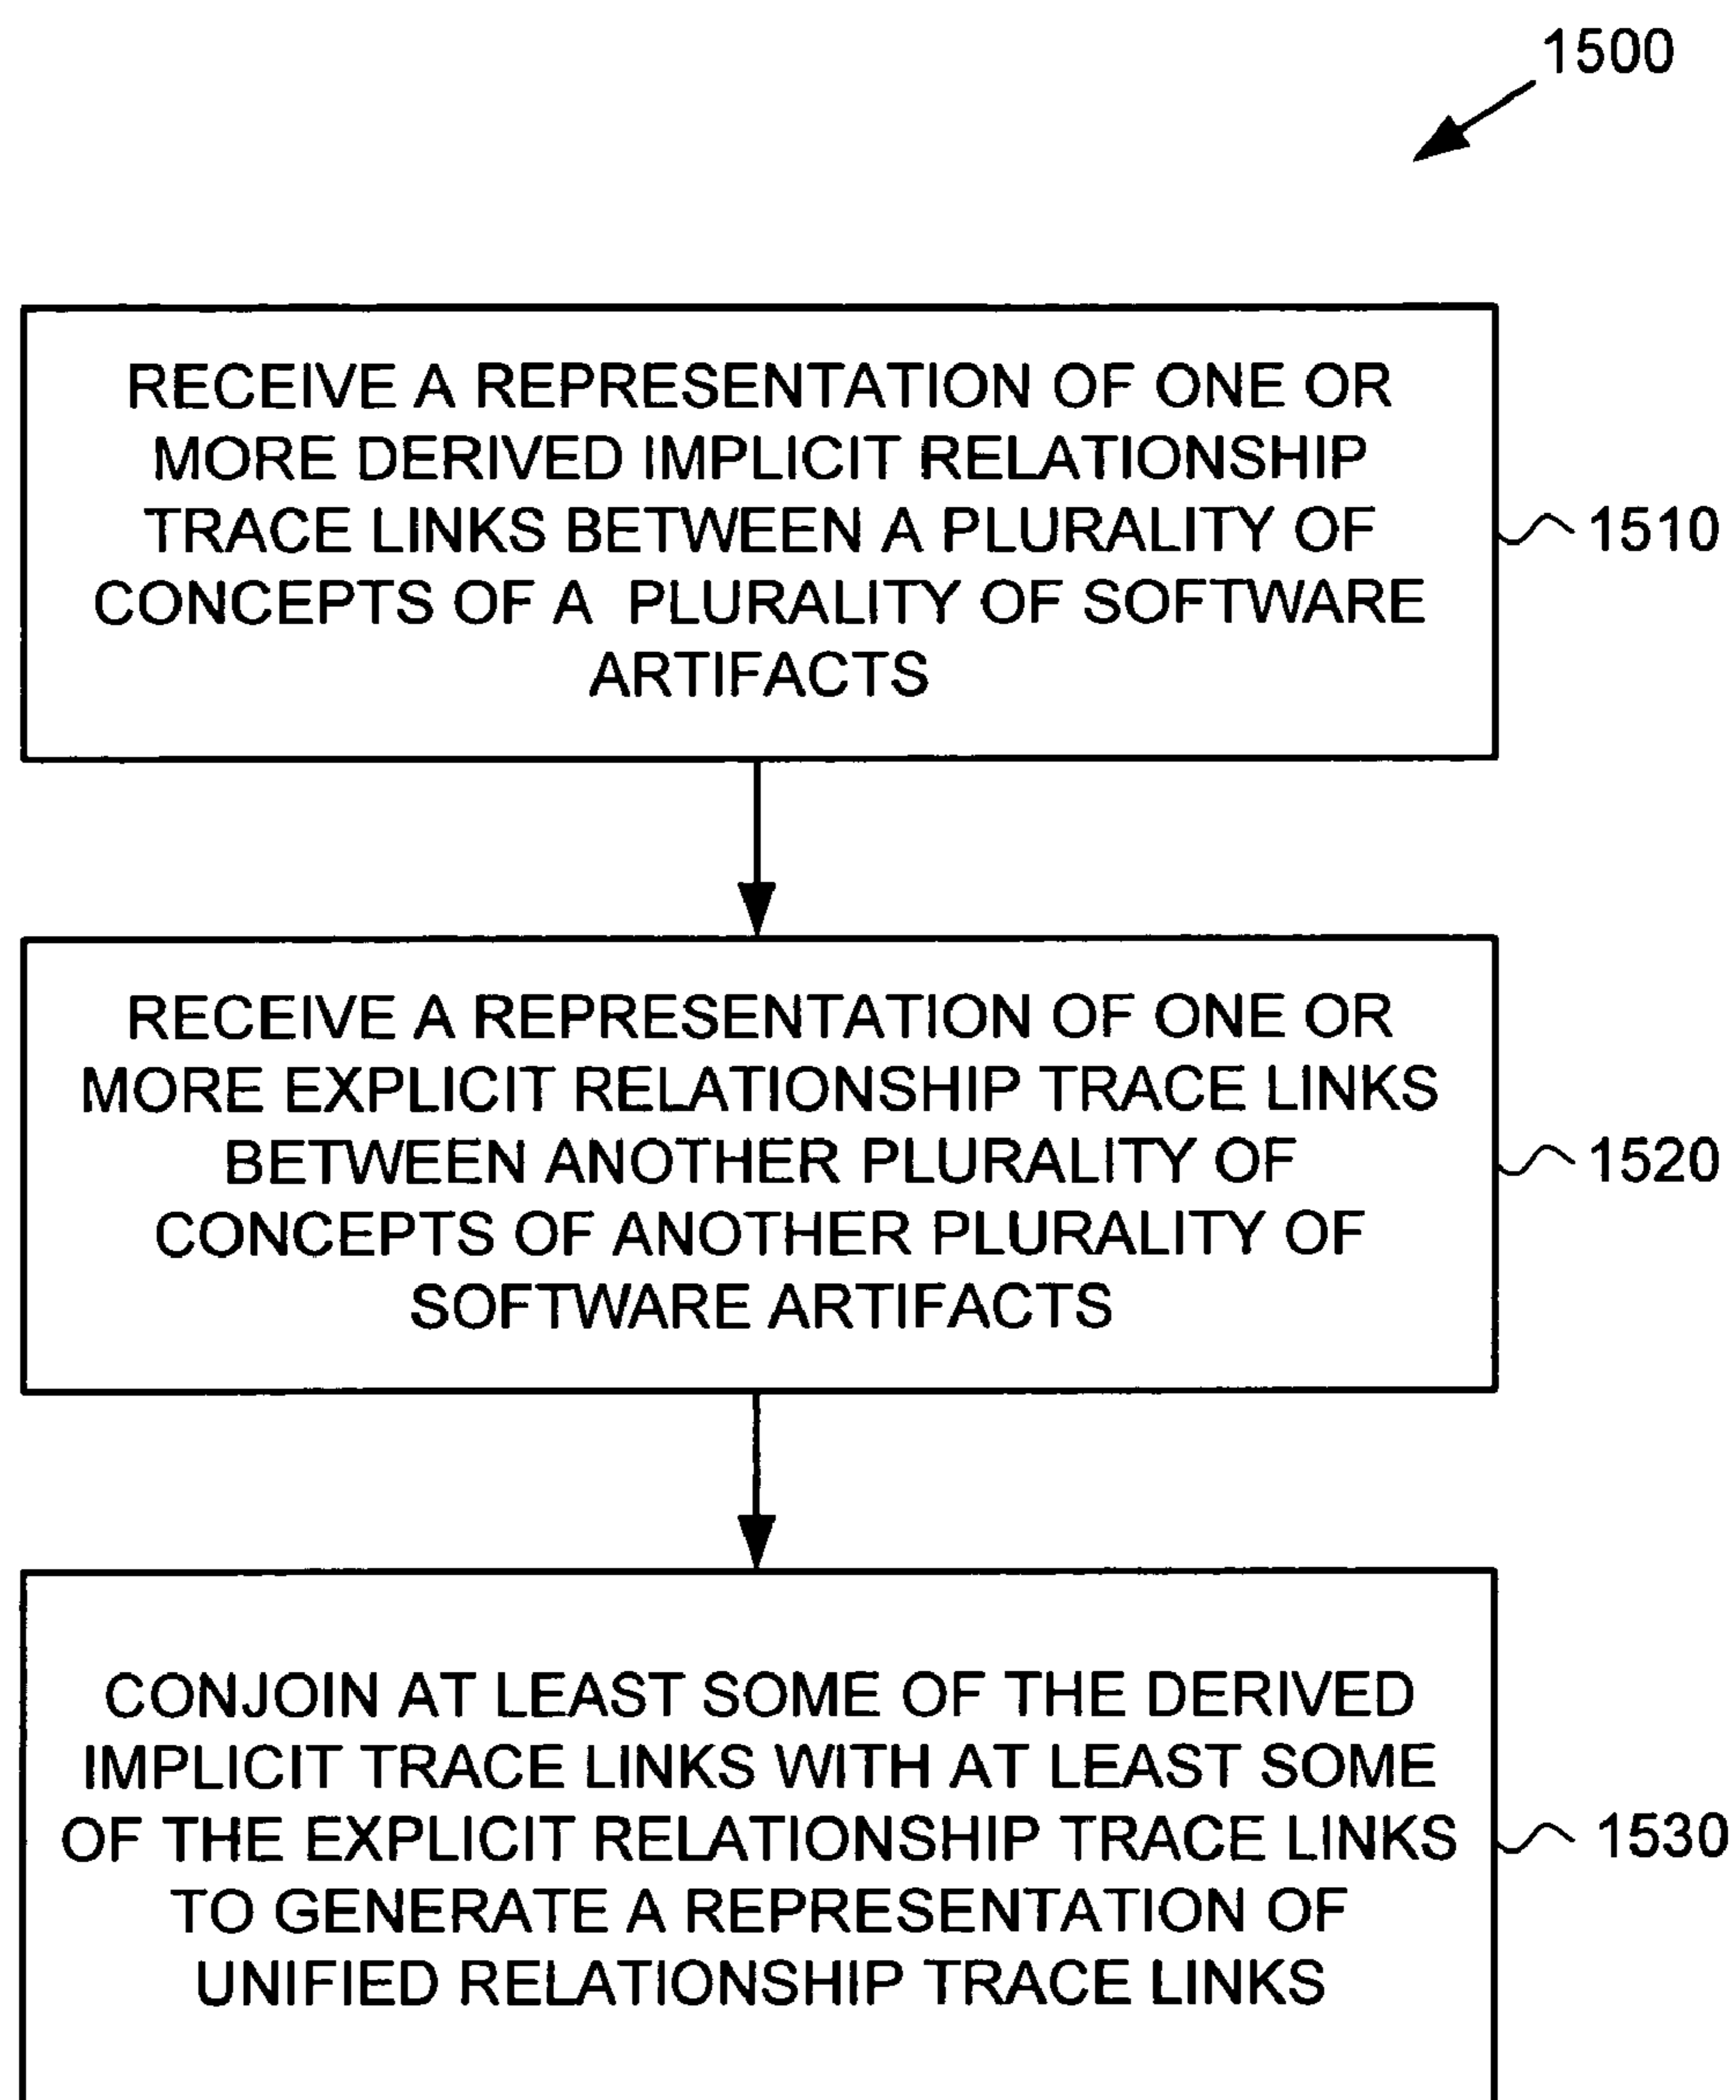 1500
RECEIVE A REPRESENTATION OF ONE OR
MORE DERIVED IMPLICIT RELATIONSHIP
TRACE LINKS BETWEEN A PLURALITY OF
CONCEPTS OF A PLURALITY OF SOFTWARE
ARTIFACTS
1510
RECEIVE A REPRESENTATION OF ONE OR
MORE EXPLICIT RELATIONSHIP TRACE LINKS
BETWEEN ANOTHER PLURALITY OF
CONCEPTS OF ANOTHER PLURALITY OF
SOFTWARE ARTIFACTS
1520
CONJOIN AT LEAST SOME OF THE DERIVED
IMPLICIT TRACE LINKS WITH AT LEAST SOME
OF THE EXPLICIT RELATIONSHIP TRACE LINKS
TO GENERATE A REPRESENTATION OF
UNIFIED RELATIONSHIP TRACE LINKS
1530